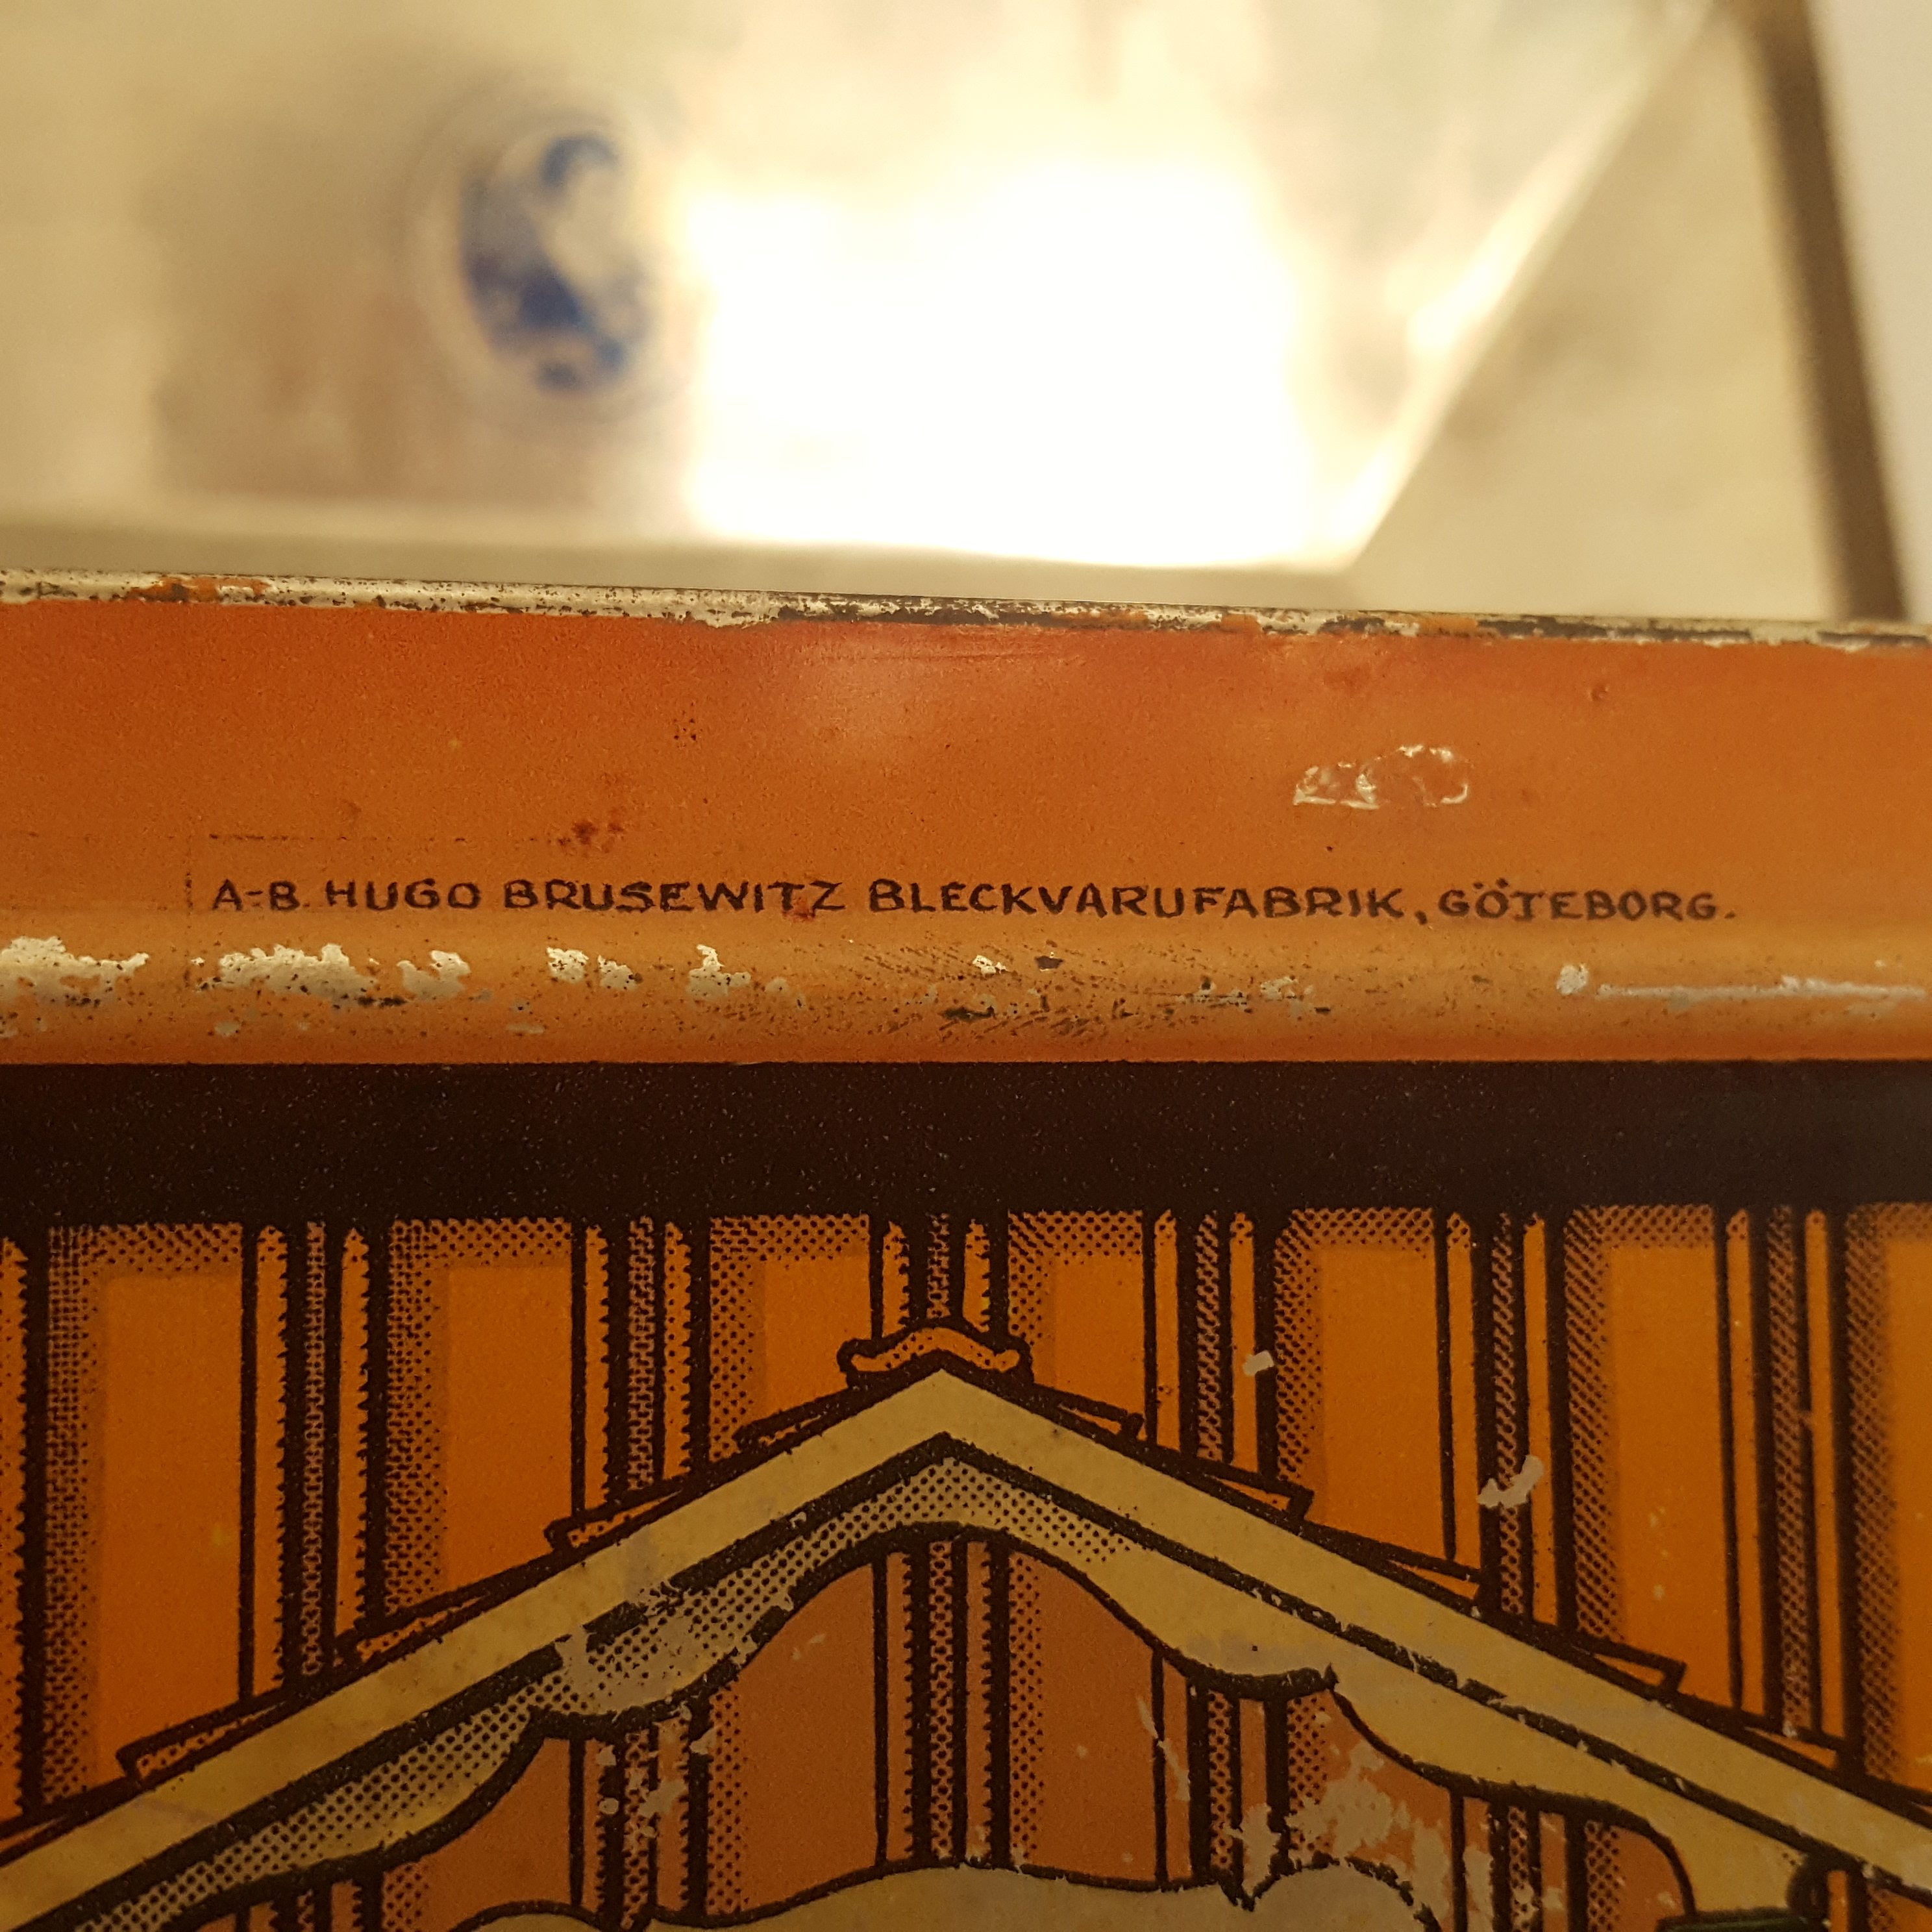 A-B. HUGO BRUSEWITZ BLECKVARUFABRIK, GÖTEBORG.